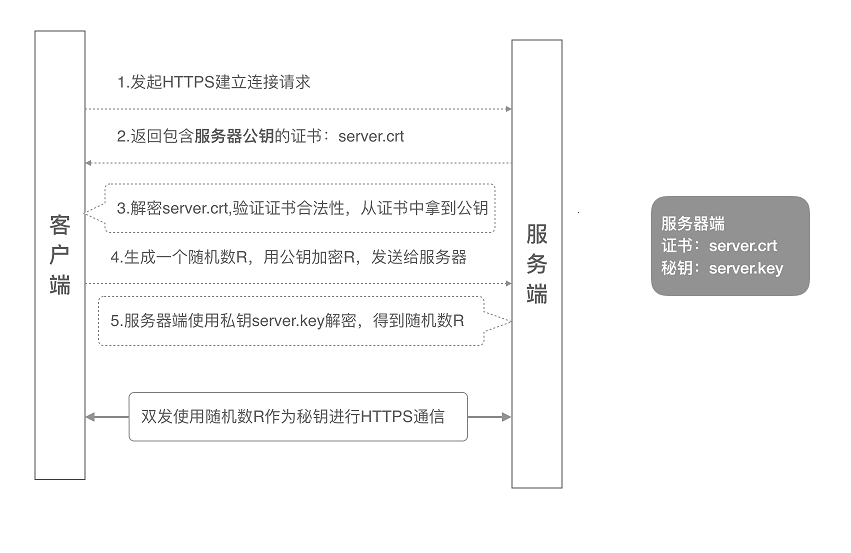 1.发起HTTPS建立连接请求
2.返回包含服务器公钥的证书：server.crt
3.解密server.crt,验证证书合法性，从证书中拿到公钥
客户端
服务端
4.生成一个随机数R，用公钥加密R，发送给服务器
5.服务器端使用私钥server.key解密，得到随机数R
双发使用随机数R作为秘钥进行HTTPS通信
服务器端
证书：server.crt
秘钥：server.key